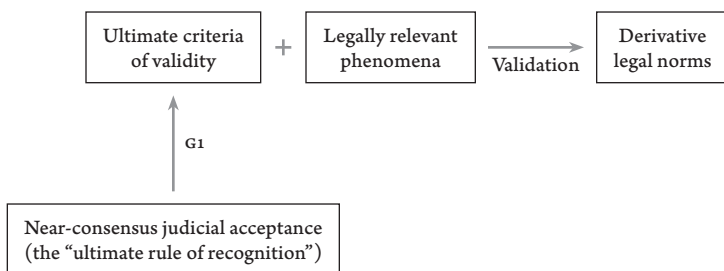 Ultimate criteria
of validity
+
Legally relevant
phenomena
Validation
Derivative
legal norms
G1
Near-consensus judicial acceptance
(the “ultimate rule of recognition”)